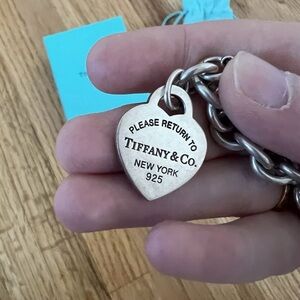 PLEASE RETURN TO
TIFFANY & CO.
NEW YORK
925